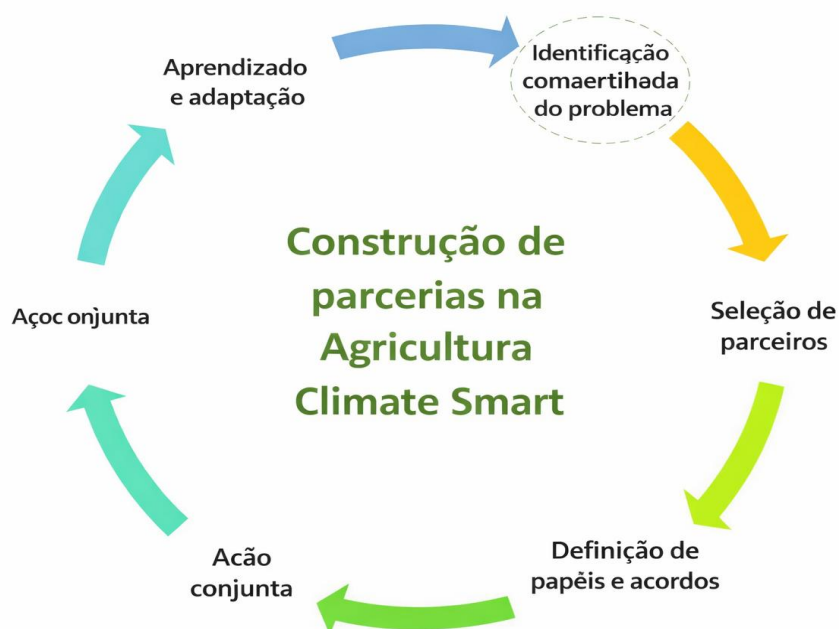 Aprendizado
e adaptação
Identificação
comaertihada
do problema
Seleção de
parceiros
Definição de
papéis e acordos
Acão
conjunta
Açoc onjunta
Construção de
parcerias na
Agricultura
Climate Smart